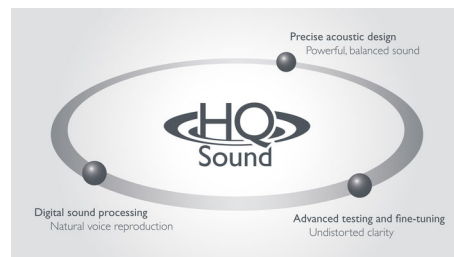 Precise acoustic design
Powerful, balanced sound
HQ
Sound
Digital sound processing
Natural voice reproduction
Advanced testing and fine-tuning
Undistorted clarity